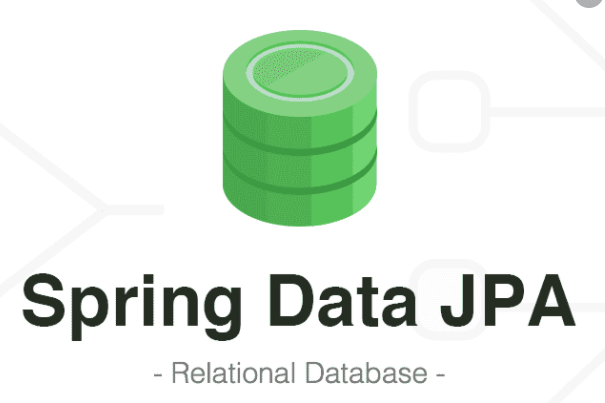 Spring Data JPA
- Relational Database -